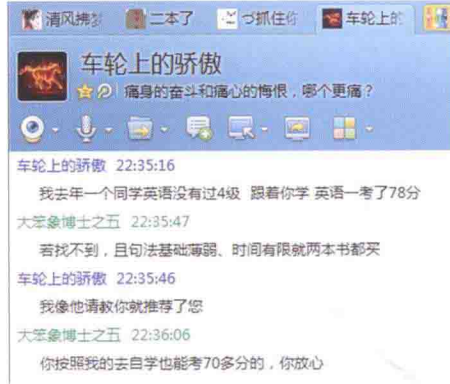 清风拂梦
二本了
づ抓住你
车轮上的
车轮上的骄傲
痛身的奋斗和痛心的悔恨，哪个更痛？
车轮上的骄傲 22:35:16
我去年一个同学英语没有过4级 跟着你学 英语一考了78分
大笨象博士之五 22:35:47
若找不到，且句法基础薄弱、时间有限就两本书都买
车轮上的骄傲 22:35:46
我像他请教你就推荐了您
大笨象博士之五 22:36:06
你按照我的去自学也能考70多分的，你放心